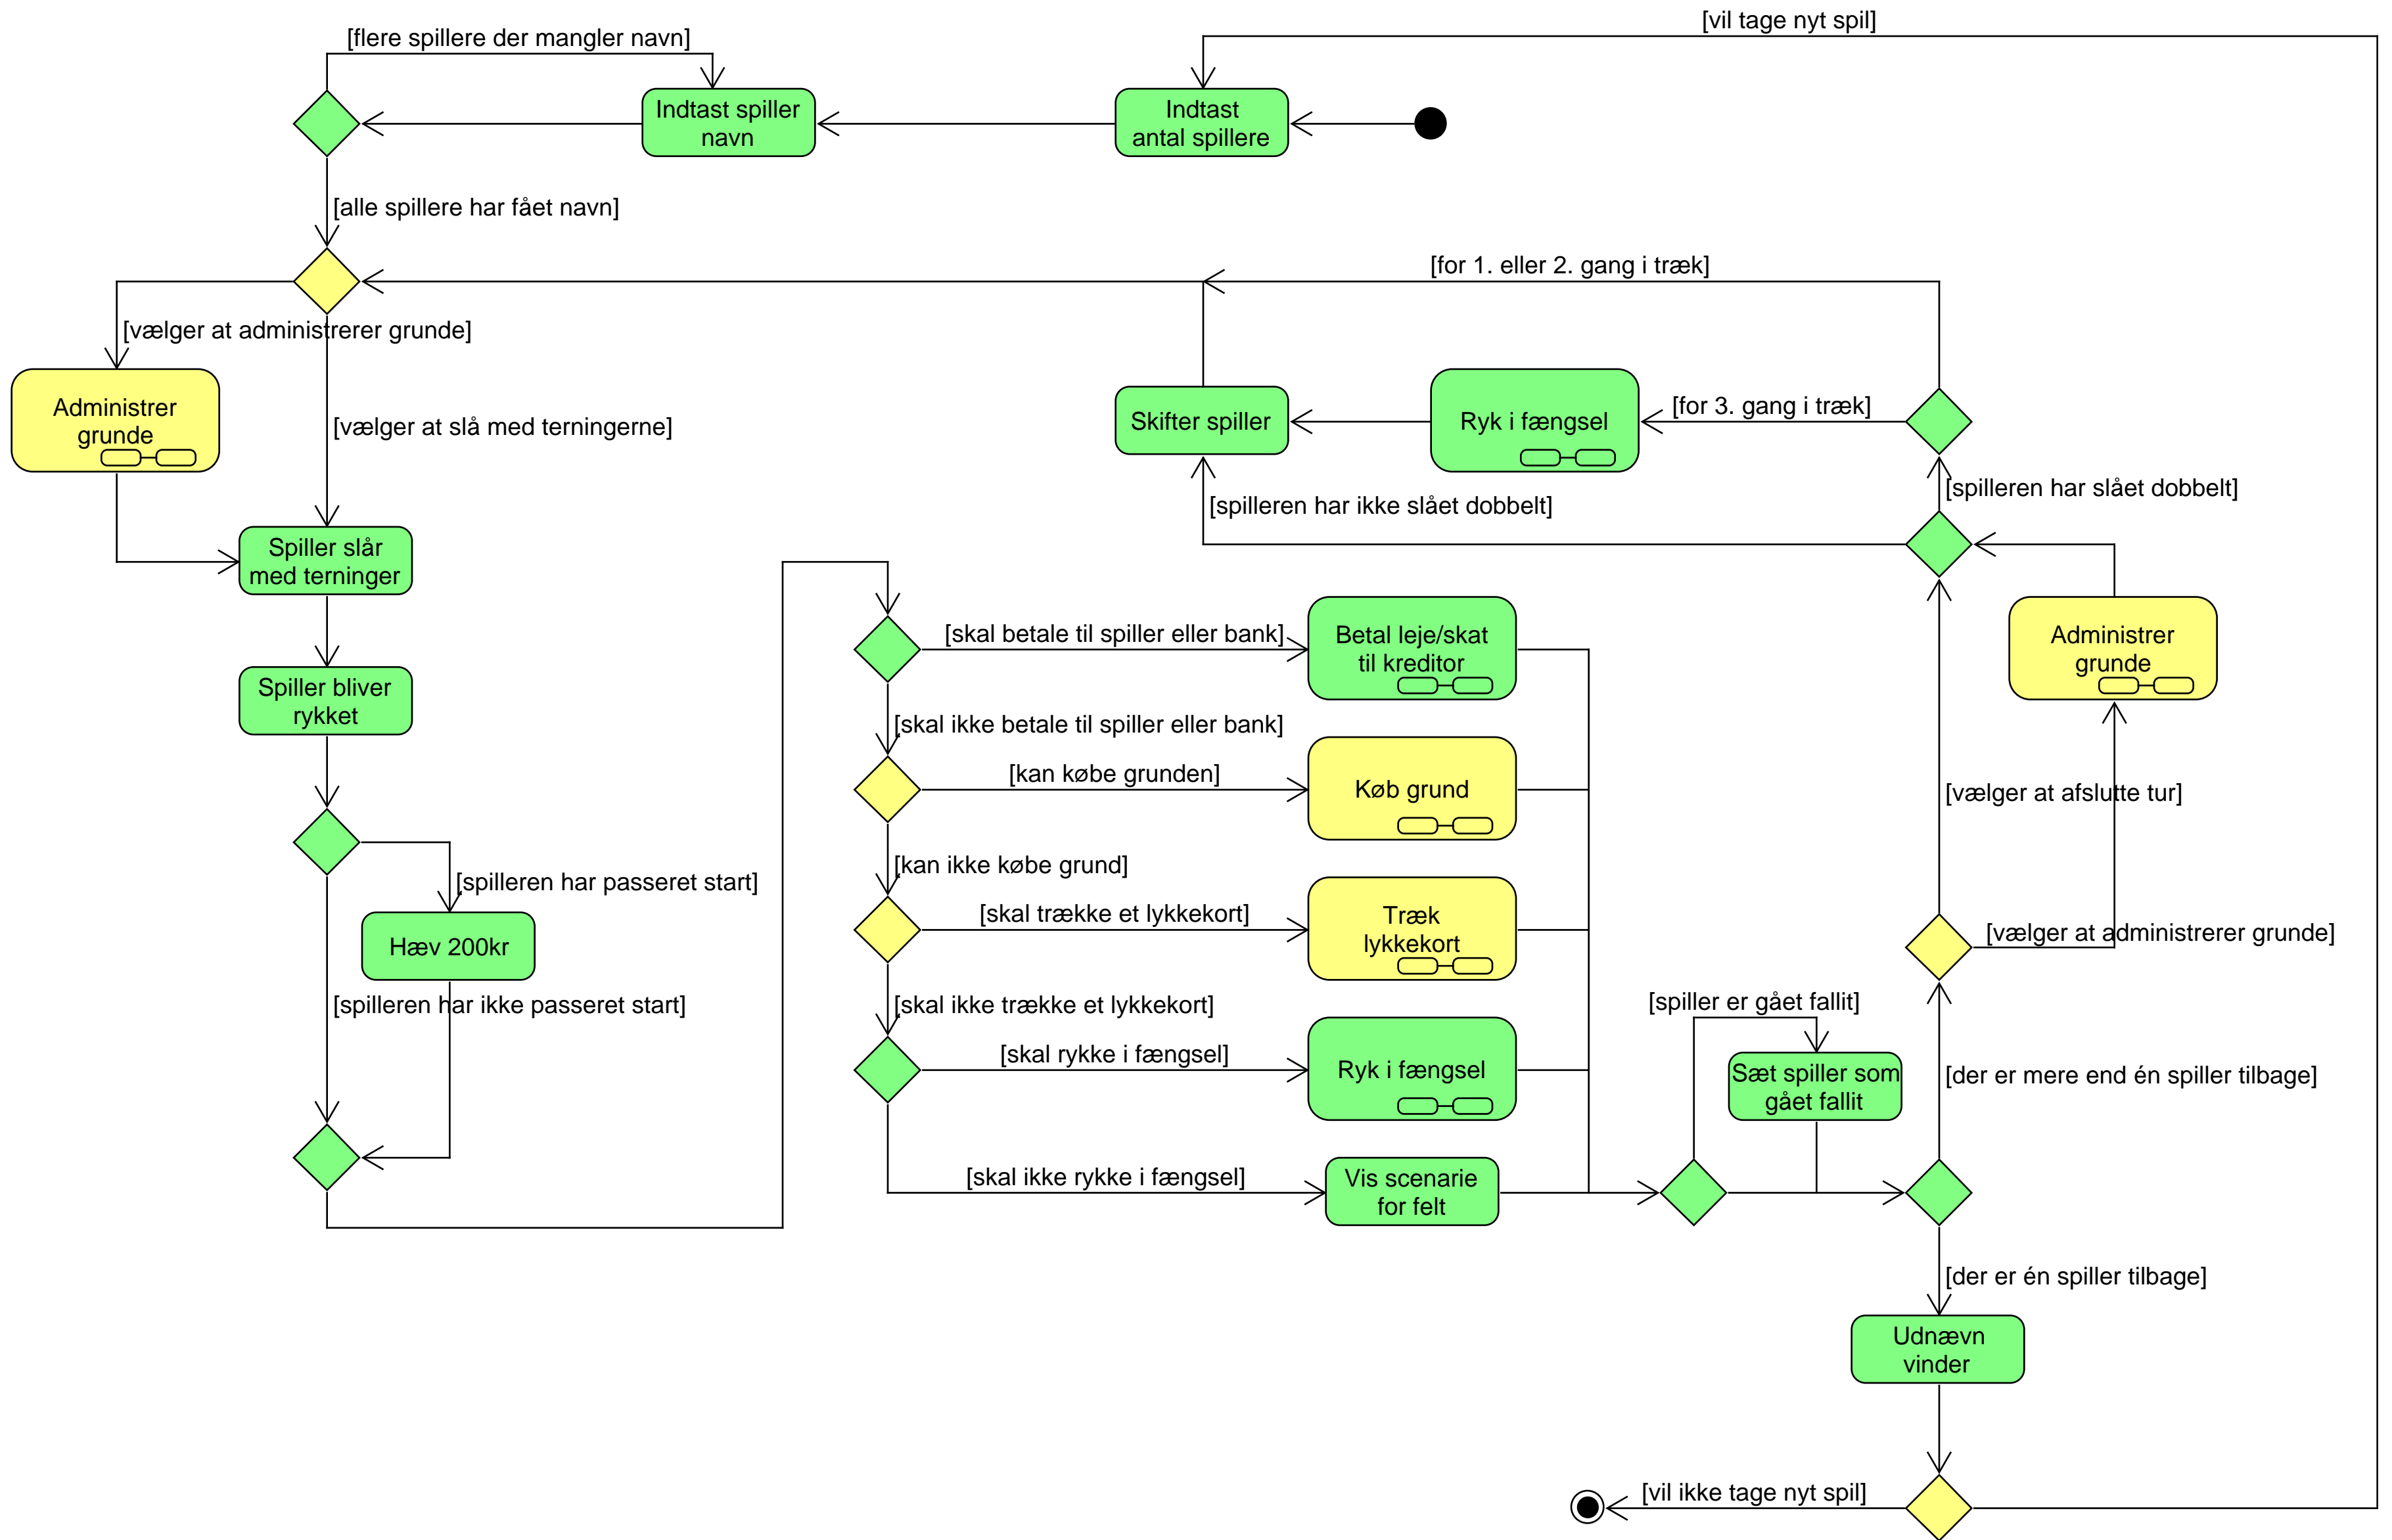 [vil tage nyt spil]
[flere spillere der mangler navn]
Indtast spiller
navn
Indtast
antal spillere
[alle spillere har fået navn]
[for 1. eller 2. gang i træk]
[vælger at administrerer grunde]
Administrer
grunde
[vælger at slå med terningerne]
Skifter spiller
Ryk i fængsel
[for 3. gang i træk]
[spilleren har slået dobbelt]
[spilleren har ikke slået dobbelt]
Spiller slår
med terninger
[skal betale til spiller eller bank]
Betal leje/skat
til kreditor
Administrer
grunde
Spiller bliver
rykket
[skal ikke betale til spiller eller bank]
[kan købe grunden]
Køb grund
[vælger at afslutte tur]
[kan ikke købe grund]
[spilleren har passeret start]
[skal trække et lykkekort]
Træk
lykkekort
[vælger at administrerer grunde]
Hæv 200kr
[spilleren har ikke passeret start]
[skal ikke trække et lykkekort]
[spiller er gået fallit]
[skal rykke i fængsel]
Ryk i fængsel
Sæt spiller som
gået fallit
[der er mere end én spiller tilbage]
[skal ikke rykke i fængsel]
Vis scenarie
for felt
[der er én spiller tilbage]
Udnævn
vinder
[vil ikke tage nyt spil]